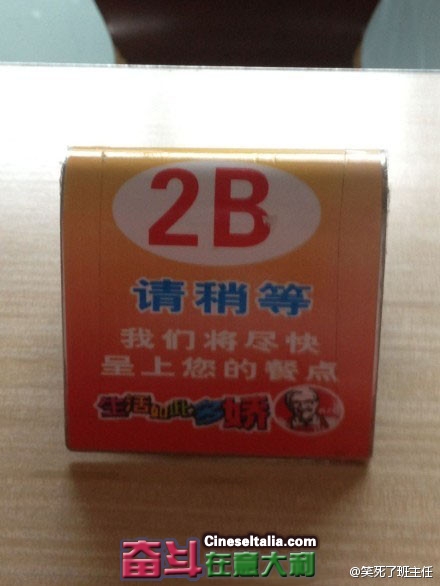 2B
请稍等
我们将尽快
呈上您的餐点
生活如此多娇
CineseItalia.com
奋斗在意大利
@笑死了班主任